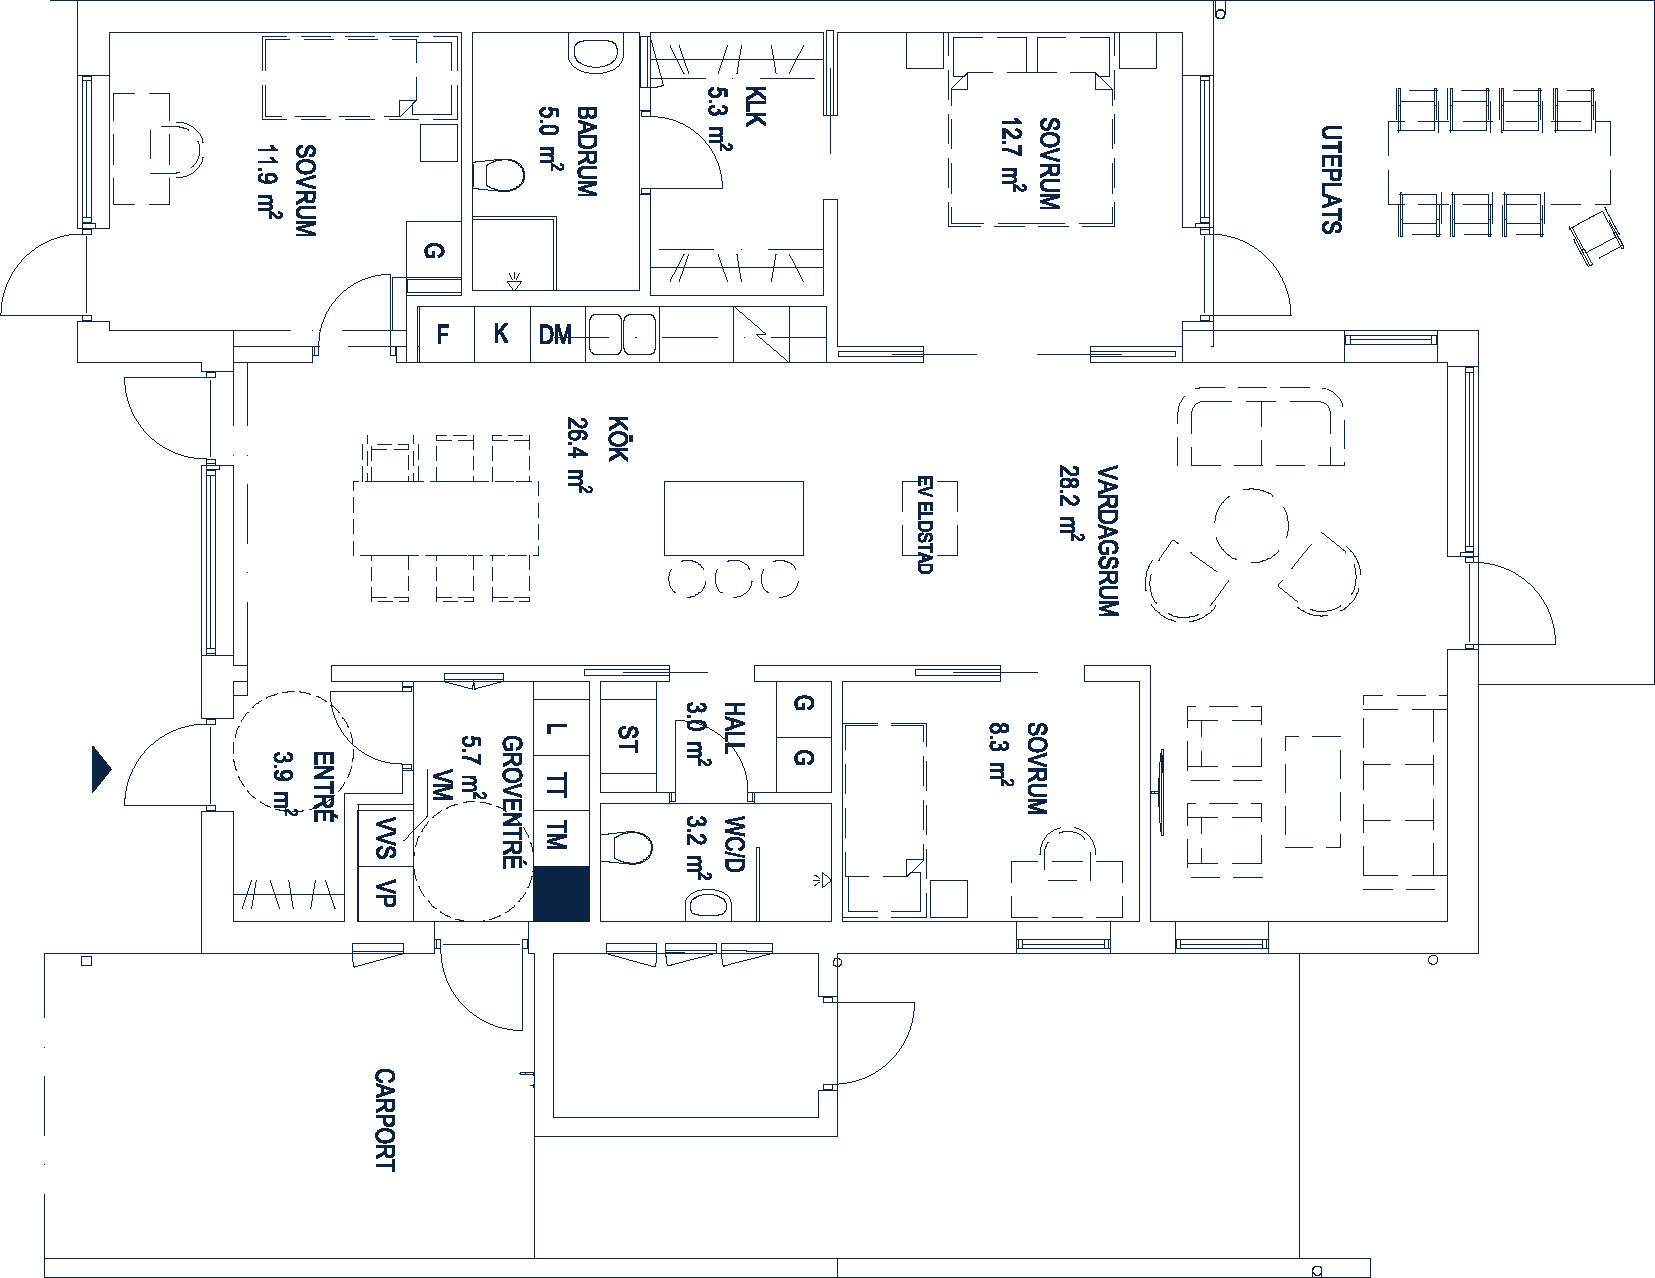 SOVRUM
11.9 m²
G
BADRUM
5.0 m²
KLK
5.3 m²
SOVRUM
12.7 m²
UTEPLATS
F
K
DM
KÖK
26.4 m²
EV ELDSTAD
VARDAGSRUM
28.2 m²
ENTRÉ
3.9 m²
GROVENTRÉ
5.7 m²
VM
VVS
VP
L
TT
TM
ST
HALL
3.0 m²
G
G
WC/D
3.2 m²
SOVRUM
8.3 m²
CARPORT